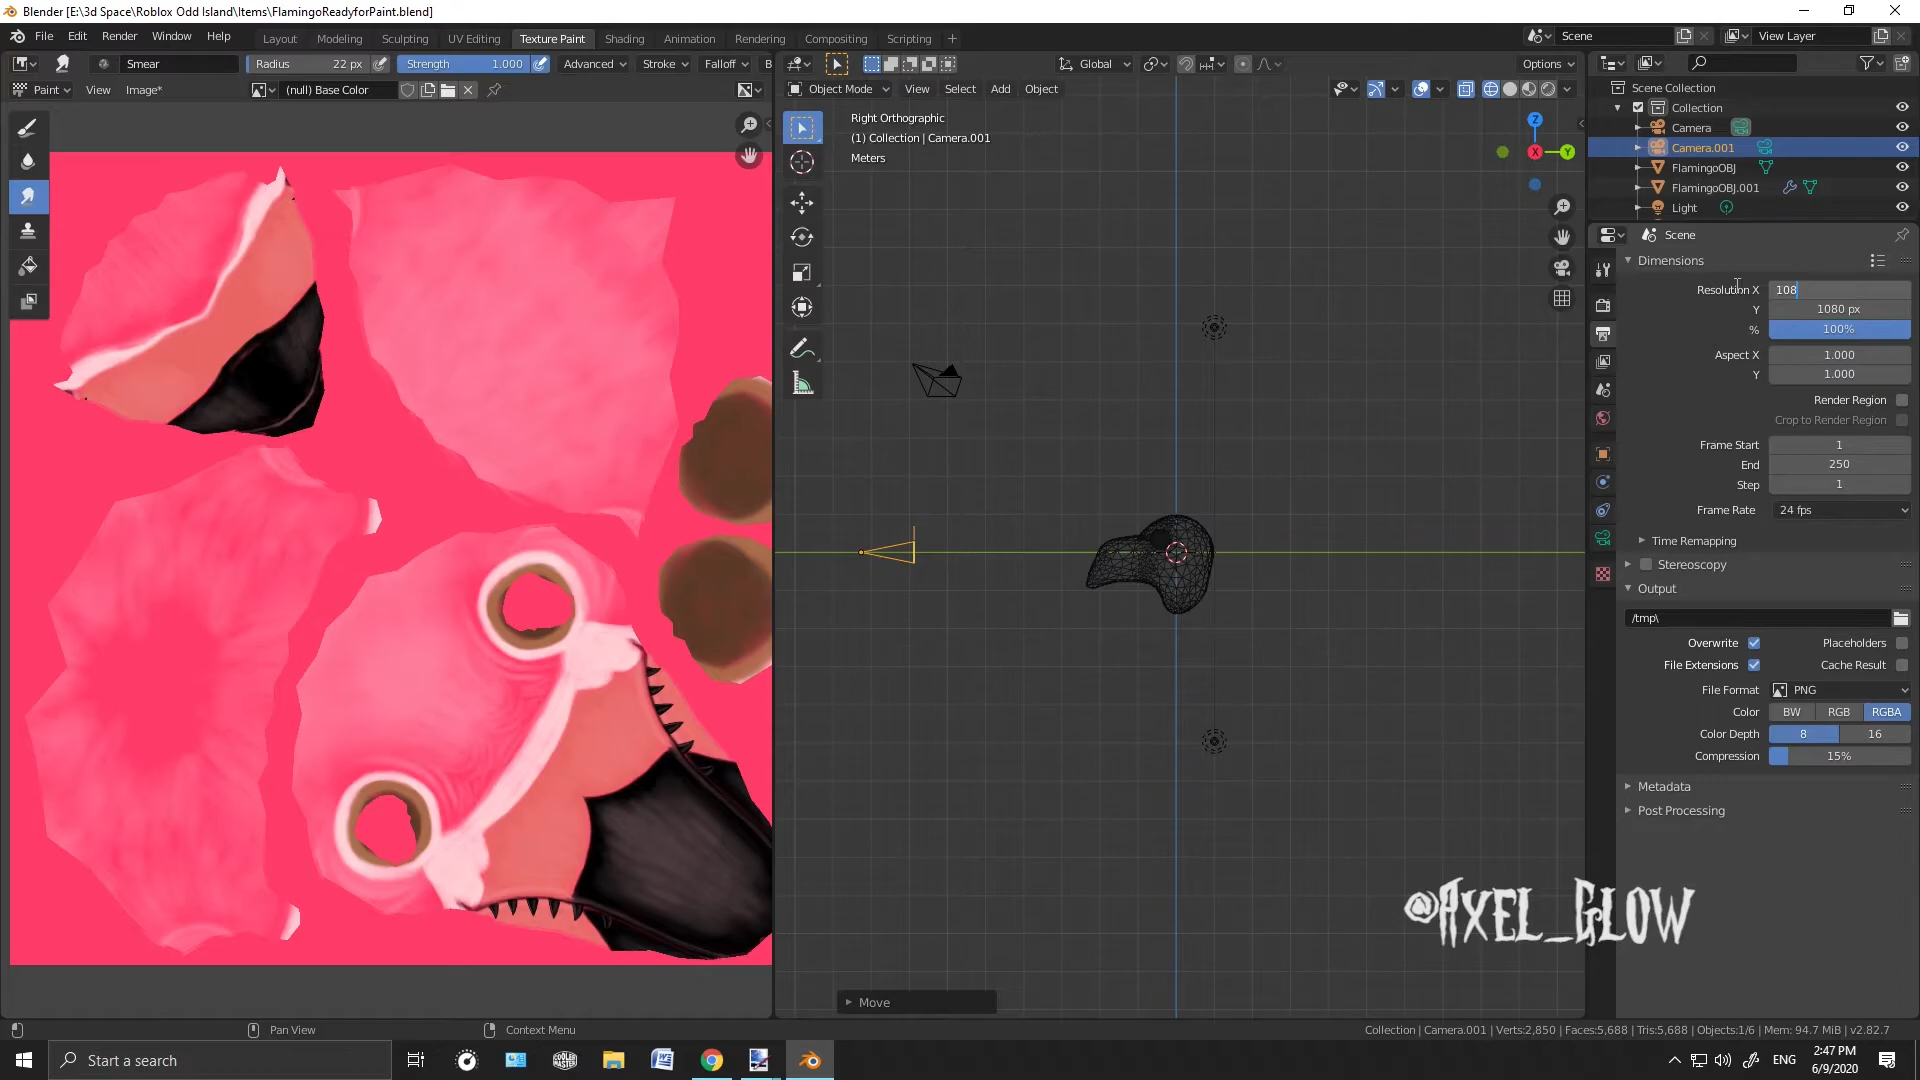 Blender [E:\3d Space\Roblox Odd Island\Items\FlamingoReadyforPaint.blend]
File Edit Render Window Help
Layout Modeling Sculpting UV Editing Texture Paint Shading Animation Rendering Compositing Scripting +
Scene
View Layer
Smear
Radius 22 px
Strength 1.000
Advanced
Stroke
Falloff
B
Paint View Image*
(null) Base Color
Global
Options
Object Mode View Select Add Object
Right Orthographic
(1) Collection | Camera.001
Meters
Z
X
Y
Scene Collection
Collection
Camera
Camera.001
FlamingoOBJ
FlamingoOBJ.001
Light
Scene
Dimensions
Resolution X 108
Y 1080 px
% 100%
Aspect X 1.000
Y 1.000
Render Region
Crop to Render Region
Frame Start 1
End 250
Step 1
Frame Rate 24 fps
Time Remapping
Stereoscopy
Output
/tmp\
Overwrite Placeholders
File Extensions Cache Result
File Format PNG
Color BW RGB RGBA
Color Depth 8 16
Compression 15%
Metadata
Post Processing
@AXEL_GLOW
Move
Pan View
Context Menu
Collection | Camera.001 | Verts:2,850 | Faces:5,688 | Tris:5,688 | Objects:1/6 | Mem: 94.7 MiB | v2.82.7
Start a search
COOLER MASTER
ENG
2:47 PM
6/9/2020